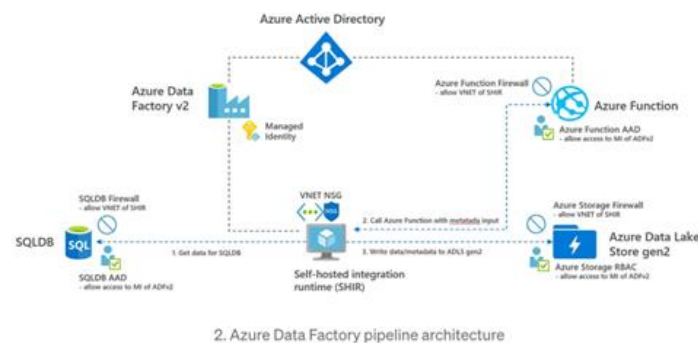 Azure Active Directory
Azure Data
Factory v2
Managed
Identity
Azure Function Firewall
- allow VNET of SHIR
Azure Function
Azure Function AAD
- allow access to MI of ADFv2
SQLDB Firewall
- allow VNET of SHIR
SQLDB
SQL
SQLDB AAD
- allow access to MI of ADFv2
1. Get data for SQLDB
VNET NSG
NSG
2. Call Azure Function with metadata input
3. Write data/metadata to ADLS gen2
Self-hosted integration
runtime (SHIR)
Azure Storage Firewall
- allow VNET of SHIR
Azure Data Lake
Store gen2
Azure Storage RBAC
- allow access to MI of ADFv2
2. Azure Data Factory pipeline architecture